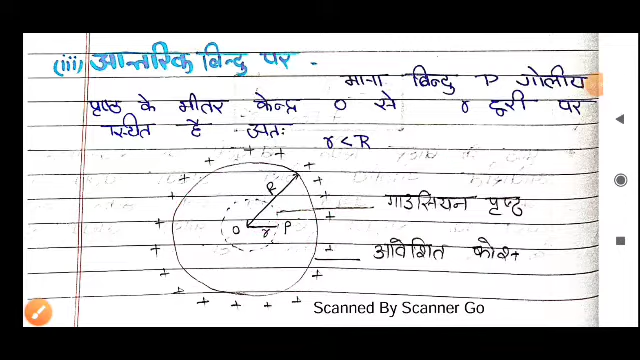 (iii) आन्तरिक बिन्दु पर -
माना बिन्दु P गोलीय
पृष्ठ के भीतर केन्द्र O से r दूरी पर
स्थित है अतः r < R
R
O r P
गाउसियन पृष्ठ
आवेशित कोश
Scanned By Scanner Go